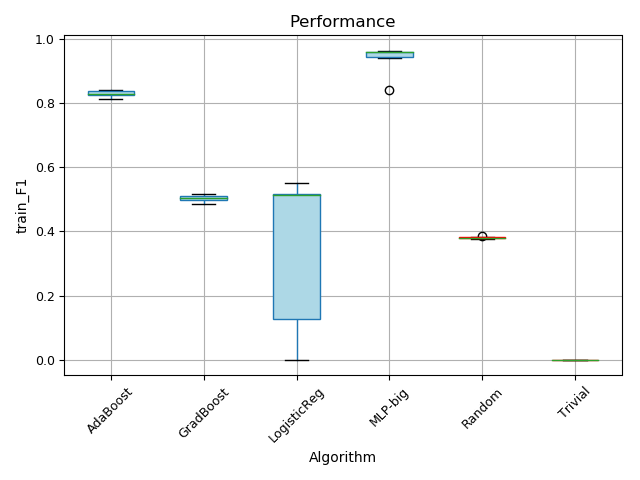 Performance
train_F1
1.0
0.8
0.6
0.4
0.2
0.0
AdaBoost
GradBoost
LogisticReg
MLP-big
Random
Trivial
Algorithm